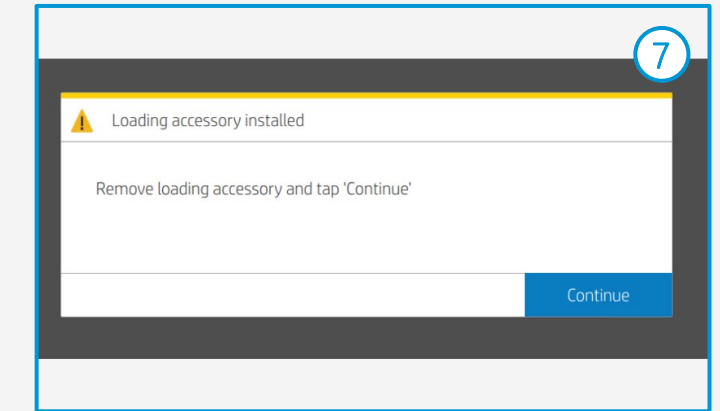 7
Loading accessory installed
Remove loading accessory and tap 'Continue'
Continue